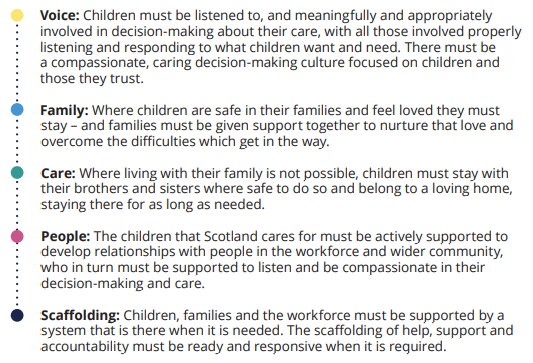 Voice: Children must be listened to, and meaningfully and appropriately
involved in decision-making about their care, with all those involved properly
listening and responding to what children want and need. There must be
a compassionate, caring decision-making culture focused on children and
those they trust.
Family: Where children are safe in their families and feel loved they must
stay – and families must be given support together to nurture that love and
overcome the difficulties which get in the way.
Care: Where living with their family is not possible, children must stay with
their brothers and sisters where safe to do so and belong to a loving home,
staying there for as long as needed.
People: The children that Scotland cares for must be actively supported to
develop relationships with people in the workforce and wider community,
who in turn must be supported to listen and be compassionate in their
decision-making and care.
Scaffolding: Children, families and the workforce must be supported by a
system that is there when it is needed. The scaffolding of help, support and
accountability must be ready and responsive when it is required.